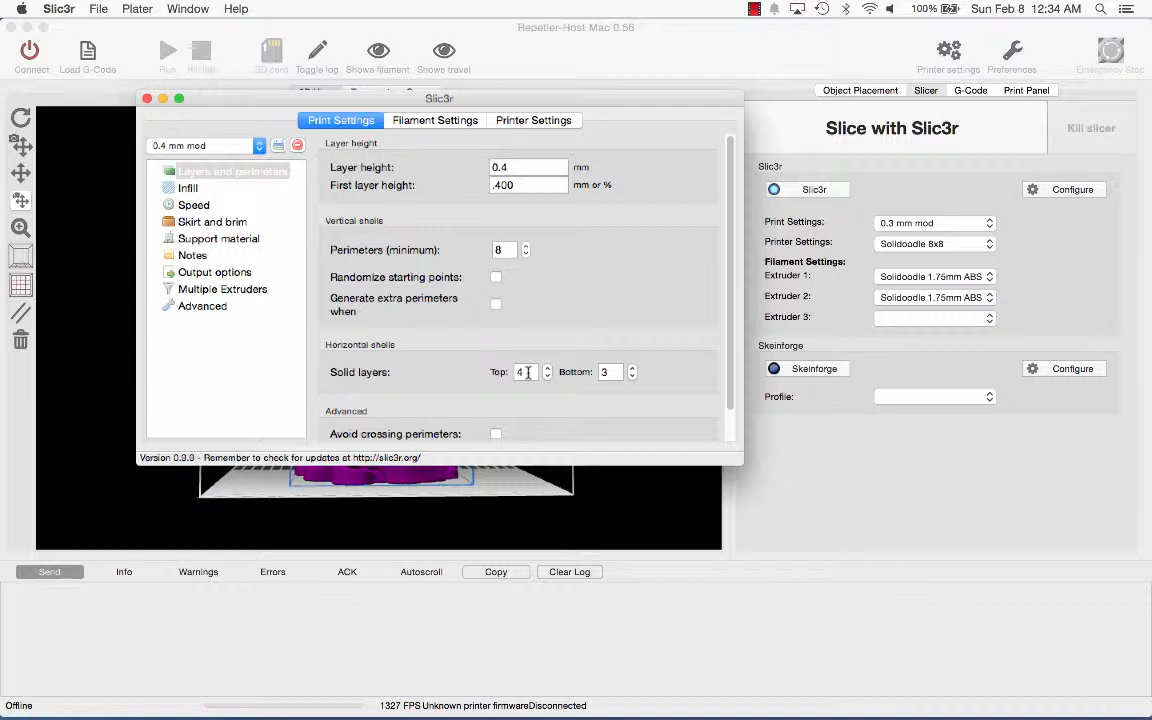 Slic3r File Plater Window Help 100% Sun Feb 8 12:34 AM
Repetier-Host Mac 0.56
Connect Load G-Code Run SD card Toggle log Shows filament Shows travel Printer settings Preferences Emergency Stop
Object Placement Slicer G-Code Print Panel
Slic3r
Print Settings Filament Settings Printer Settings
0.4 mm mod
Layers and perimeters
Infill
Speed
Skirt and brim
Support material
Notes
Output options
Multiple Extruders
Advanced
Layer height
Layer height: 0.4 mm
First layer height: .400 mm or %
Vertical shells
Perimeters (minimum): 8
Randomize starting points:
Generate extra perimeters
when
Horizontal shells
Solid layers: Top: 4 Bottom: 3
Advanced
Avoid crossing perimeters:
Version 0.9.9 - Remember to check for updates at http://slic3r.org/
Slice with Slic3r Kill slicer
Slic3r
Slic3r Configure
Print Settings: 0.3 mm mod
Printer Settings: Solidoodle 8x8
Filament Settings:
Extruder 1: Solidoodle 1.75mm ABS
Extruder 2: Solidoodle 1.75mm ABS
Extruder 3:
Skeinforge
Skeinforge Configure
Profile:
Send Info Warnings Errors ACK Autoscroll Copy Clear Log
Offline 1327 FPS Unknown printer firmware Disconnected